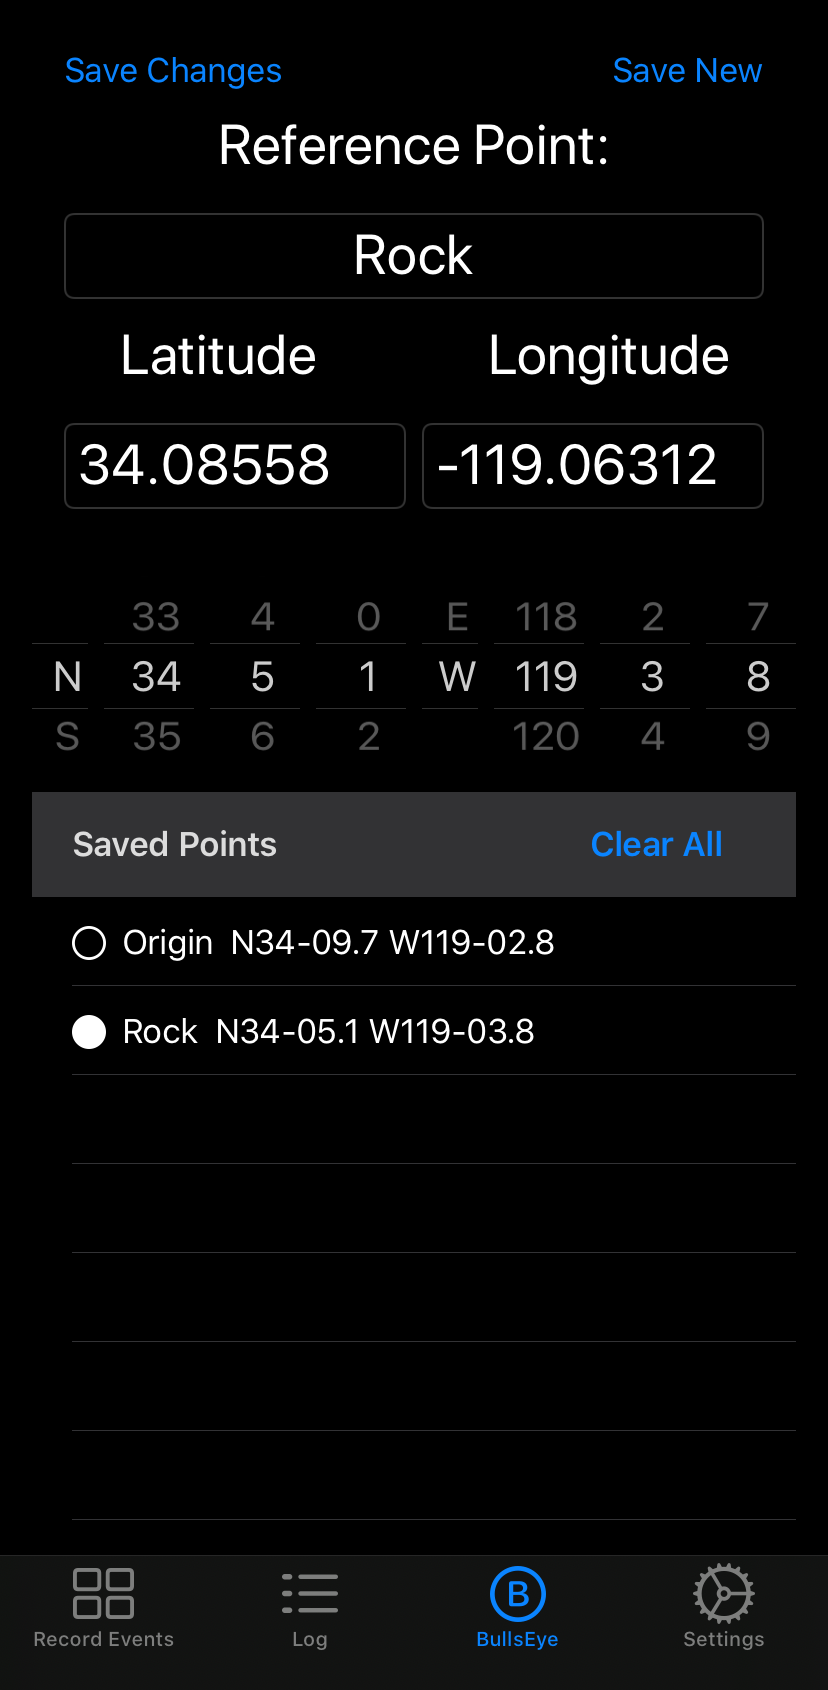 Save Changes Save New
Reference Point:
Rock
Latitude Longitude
34.08558 -119.06312
33 4 0 E 118 2 7
N 34 5 1 W 119 3 8
S 35 6 2 120 4 9
Saved Points Clear All
Origin N34-09.7 W119-02.8
Rock N34-05.1 W119-03.8
B
Record Events Log BullsEye Settings